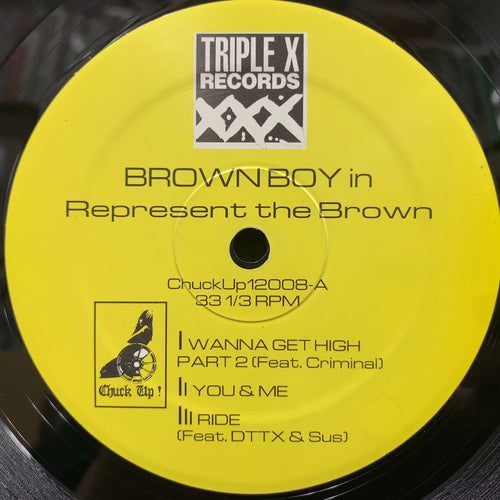 TRIPLE X
RECORDS
XXX
BROWN BOY in
Represent the Brown
ChuckUp12008-A
33 1/3 RPM
I WANNA GET HIGH
PART 2 (Feat. Criminal)
II YOU & ME
III RIDE
(Feat. DTTX & Sus)
Chuck Up !